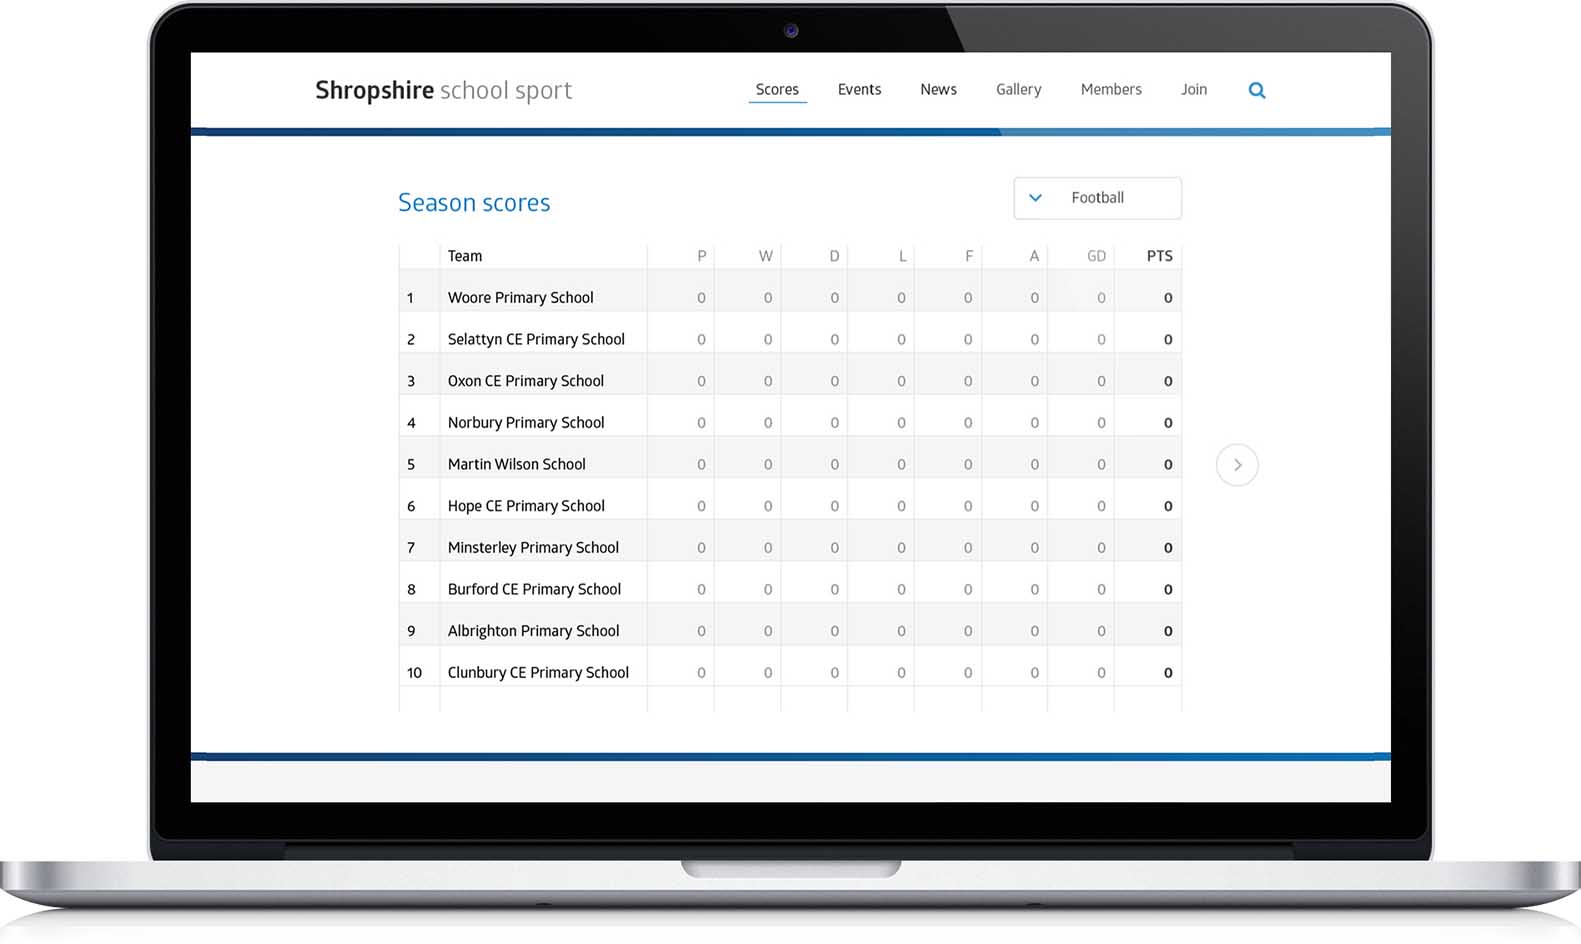 Shropshire school sport Scores Events News Gallery Members Join
Season scores Football
Team P W D L F A GD PTS
1 Woore Primary School 0 0 0 0 0 0 0 0
2 Selattyn CE Primary School 0 0 0 0 0 0 0 0
3 Oxon CE Primary School 0 0 0 0 0 0 0 0
4 Norbury Primary School 0 0 0 0 0 0 0 0
5 Martin Wilson School 0 0 0 0 0 0 0 0
6 Hope CE Primary School 0 0 0 0 0 0 0 0
7 Minsterley Primary School 0 0 0 0 0 0 0 0
8 Burford CE Primary School 0 0 0 0 0 0 0 0
9 Albrighton Primary School 0 0 0 0 0 0 0 0
10 Clunbury CE Primary School 0 0 0 0 0 0 0 0